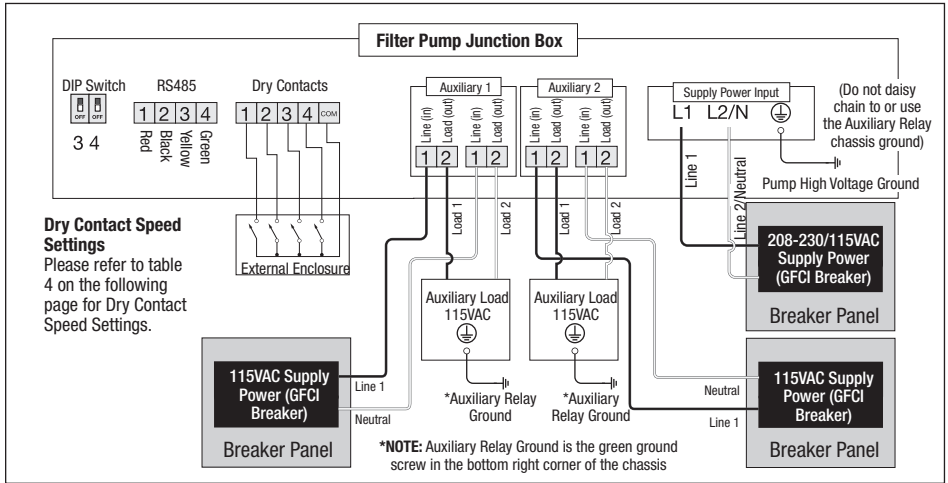 Filter Pump Junction Box
DIP Switch
OFF OFF
3 4
RS485
1 2 3 4
Red
Black
Yellow
Green
Dry Contacts
1 2 3 4 COM
External Enclosure
Auxiliary 1
Line (in)
Load (out)
Line (in)
Load (out)
1 2 1 2
Auxiliary 2
Line (in)
Load (out)
Line (in)
Load (out)
1 2 1 2
Supply Power Input
L1 L2/N
(Do not daisy
chain to or use
the Auxiliary Relay
chassis ground)
Pump High Voltage Ground
Line 1
Line 2/Neutral
Load 1
Load 2
Load 1
Load 2
Dry Contact Speed
Settings
Please refer to table
4 on the following
page for Dry Contact
Speed Settings.
208-230/115VAC
Supply Power
(GFCI Breaker)
Breaker Panel
Auxiliary Load
115VAC
*Auxiliary Relay
Ground
Auxiliary Load
115VAC
*Auxiliary
Relay Ground
115VAC Supply
Power (GFCI
Breaker)
Breaker Panel
Line 1
Neutral
Neutral
Line 1
115VAC Supply
Power (GFCI
Breaker)
Breaker Panel
*NOTE: Auxiliary Relay Ground is the green ground
screw in the bottom right corner of the chassis